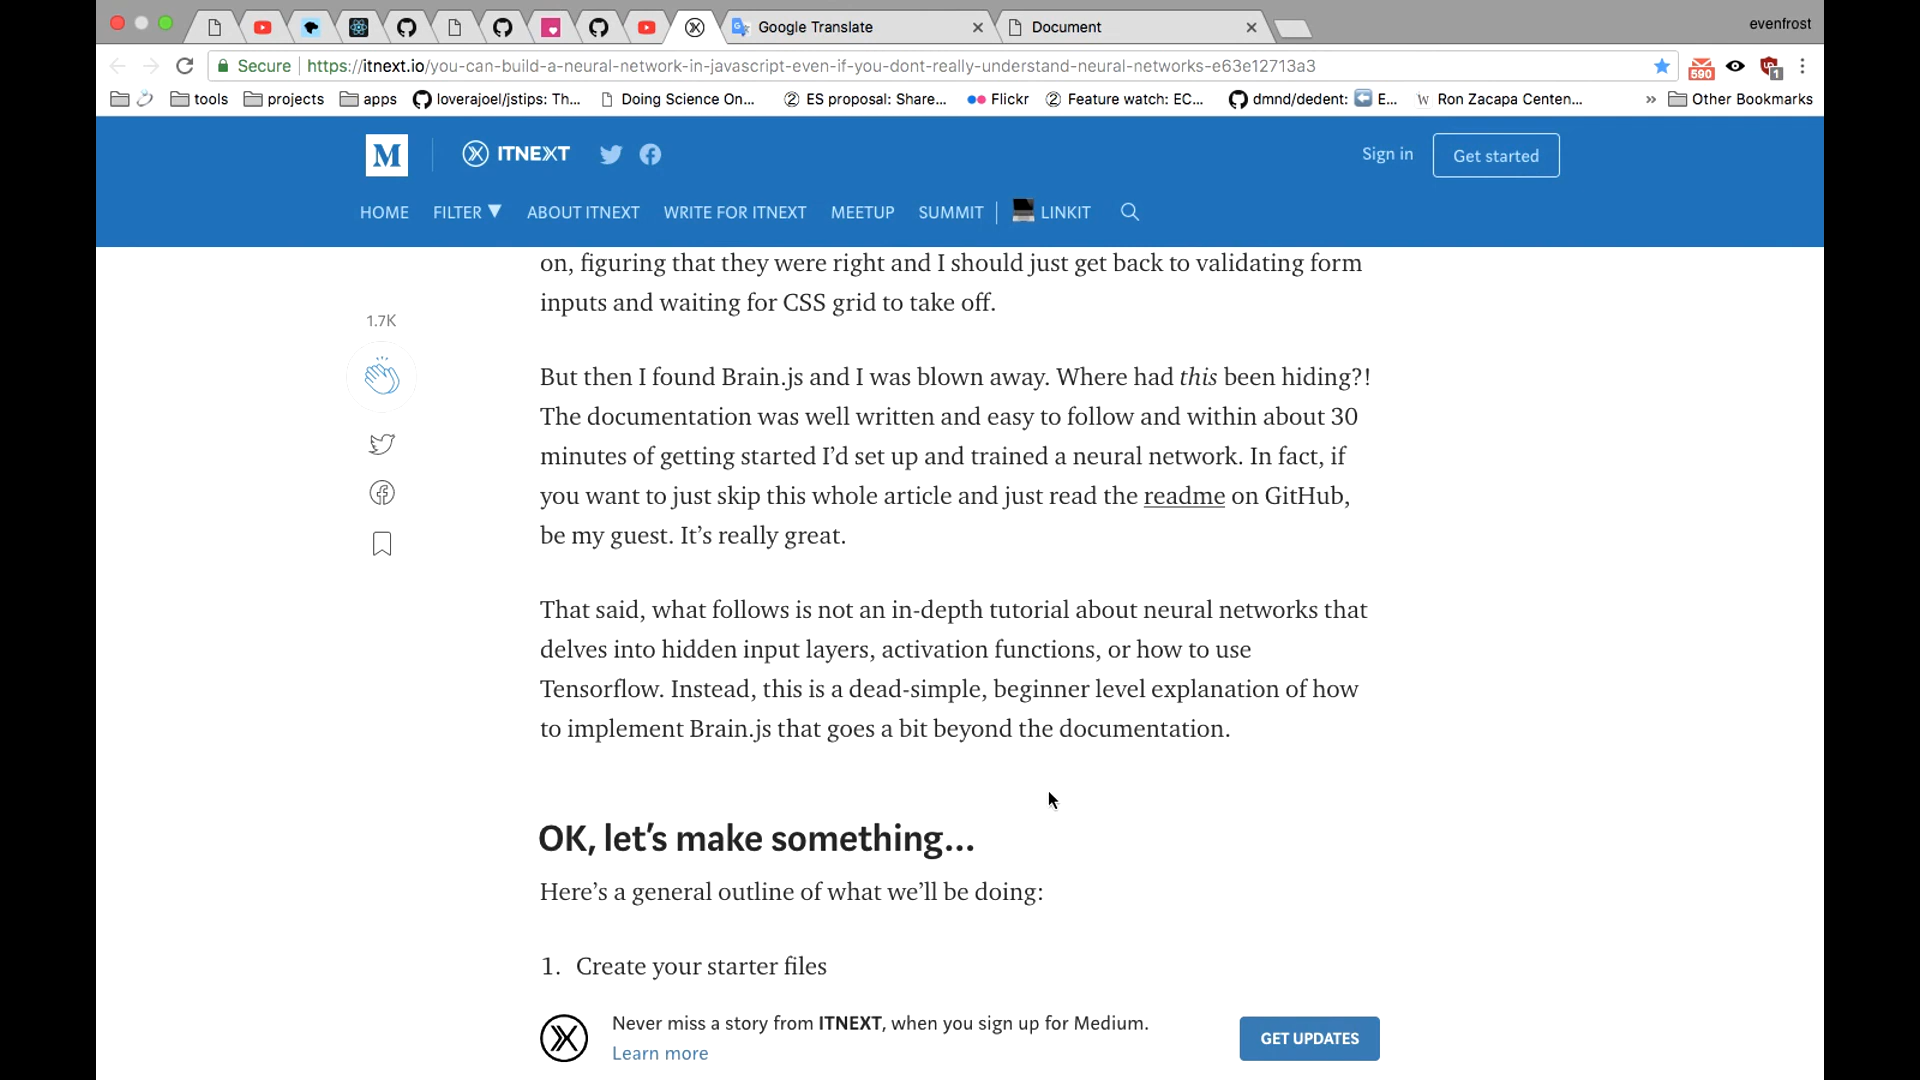 Google Translate
Document
evenfrost
Secure
https://itnext.io/you-can-build-a-neural-network-in-javascript-even-if-you-dont-really-understand-neural-networks-e63e12713a3
590
1
tools
projects
apps
loverajoel/jstips: Th...
Doing Science On...
② ES proposal: Share...
Flickr
② Feature watch: EC...
dmnd/dedent: ⬅ E...
W Ron Zacapa Centen...
»
Other Bookmarks
M
ITNEXT
Sign in
Get started
HOME
FILTER ▼
ABOUT ITNEXT
WRITE FOR ITNEXT
MEETUP
SUMMIT
LINKIT
on, figuring that they were right and I should just get back to validating form
inputs and waiting for CSS grid to take off.
1.7K
But then I found Brain.js and I was blown away. Where had this been hiding?!
The documentation was well written and easy to follow and within about 30
minutes of getting started I’d set up and trained a neural network. In fact, if
you want to just skip this whole article and just read the readme on GitHub,
be my guest. It’s really great.
That said, what follows is not an in-depth tutorial about neural networks that
delves into hidden input layers, activation functions, or how to use
Tensorflow. Instead, this is a dead-simple, beginner level explanation of how
to implement Brain.js that goes a bit beyond the documentation.
OK, let’s make something…
Here’s a general outline of what we’ll be doing:
1. Create your starter files
Never miss a story from ITNEXT, when you sign up for Medium.
Learn more
GET UPDATES